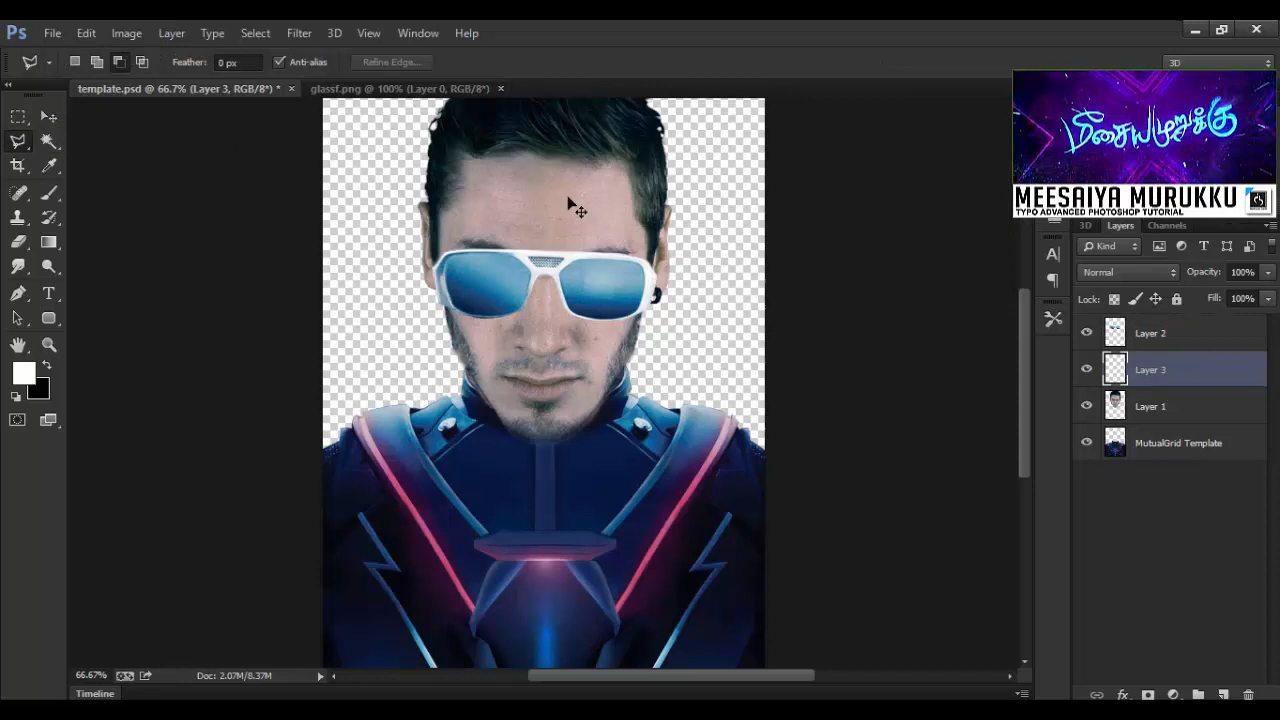 Ps File Edit Image Layer Type Select Filter 3D View Window Help
Feather: 0 px Anti-alias Refine Edge... 3D
template.psd @ 66.7% (Layer 3, RGB/8*) * × glassf.png @ 100% (Layer 0, RGB/8*) ×
மீசையமுறுக்கு
MEESAIYA MURUKKU
TYPO ADVANCED PHOTOSHOP TUTORIAL
3D Layers Channels
Kind
Normal Opacity: 100%
Lock: Fill: 100%
Layer 2
Layer 3
Layer 1
MutualGrid Template
66.67% Doc: 2.07M/8.37M
Timeline